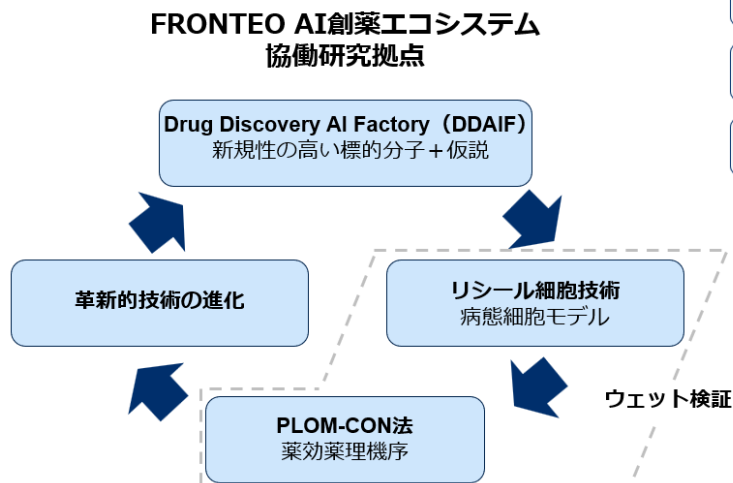 FRONTEO AI創薬エコシステム
協働研究拠点
Drug Discovery AI Factory（DDAIF）
新規性の高い標的分子＋仮説
革新的技術の進化
リシール細胞技術
病態細胞モデル
ウェット検証
PLOM-CON法
薬効薬理機序